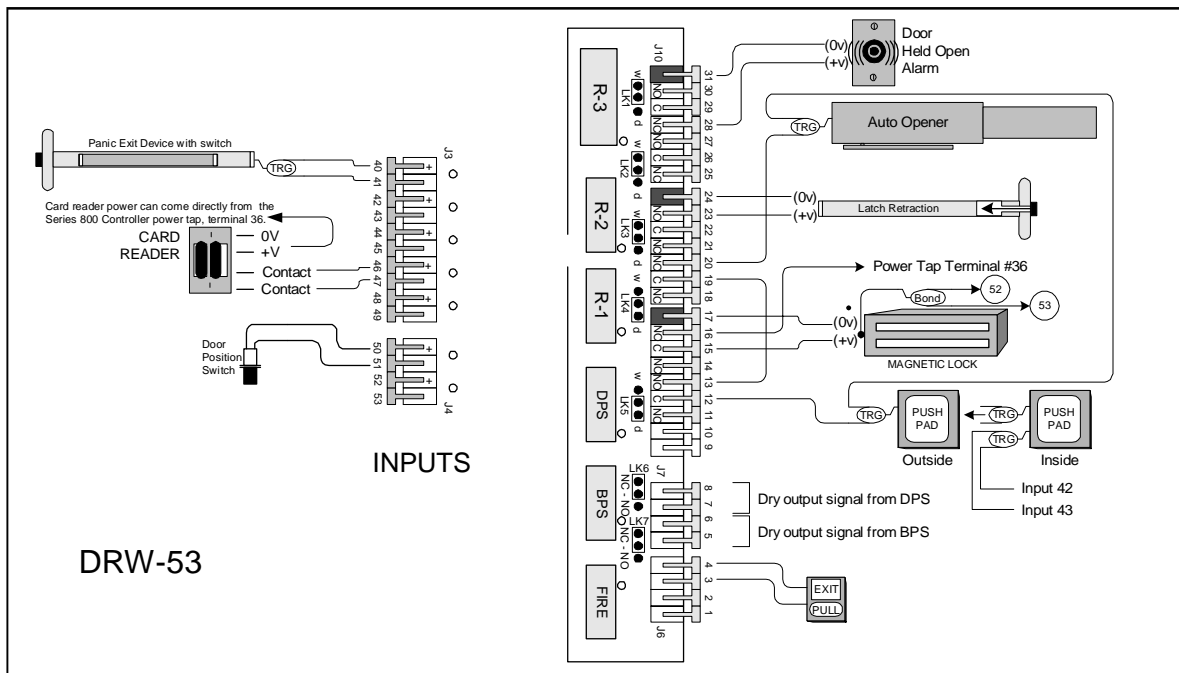 Panic Exit Device with switch
TRG
Card reader power can come directly from the
Series 800 Controller power tap, terminal 36.
CARD
READER
0V
+V
Contact
Contact
Door
Position
Switch
J3
40 +
41
42 +
43
44 +
45
46 +
47
48 +
49
50 +
51
52 +
53
J4
INPUTS
DRW-53
R-3
R-2
R-1
DPS
BPS
FIRE
w
LK1
d
w
LK2
d
w
LK3
d
w
LK4
d
w
LK5
d
LK6
NC - NO
LK7
NC - NO
J10
31
30
29
28
27
26
25
24
23
22
21
20
19
18
17
16
15
14
13
12
11
10
9
J7
8
7
6
5
4
3
2
1
J6
(0v)
(+v)
Door
Held Open
Alarm
TRG
Auto Opener
(0v)
(+v)
Latch Retraction
Power Tap Terminal #36
Bond
52
53
(0v)
(+v)
MAGNETIC LOCK
TRG
PUSH
PAD
Outside
TRG
TRG
PUSH
PAD
Inside
Input 42
Input 43
Dry output signal from DPS
Dry output signal from BPS
EXIT
PULL